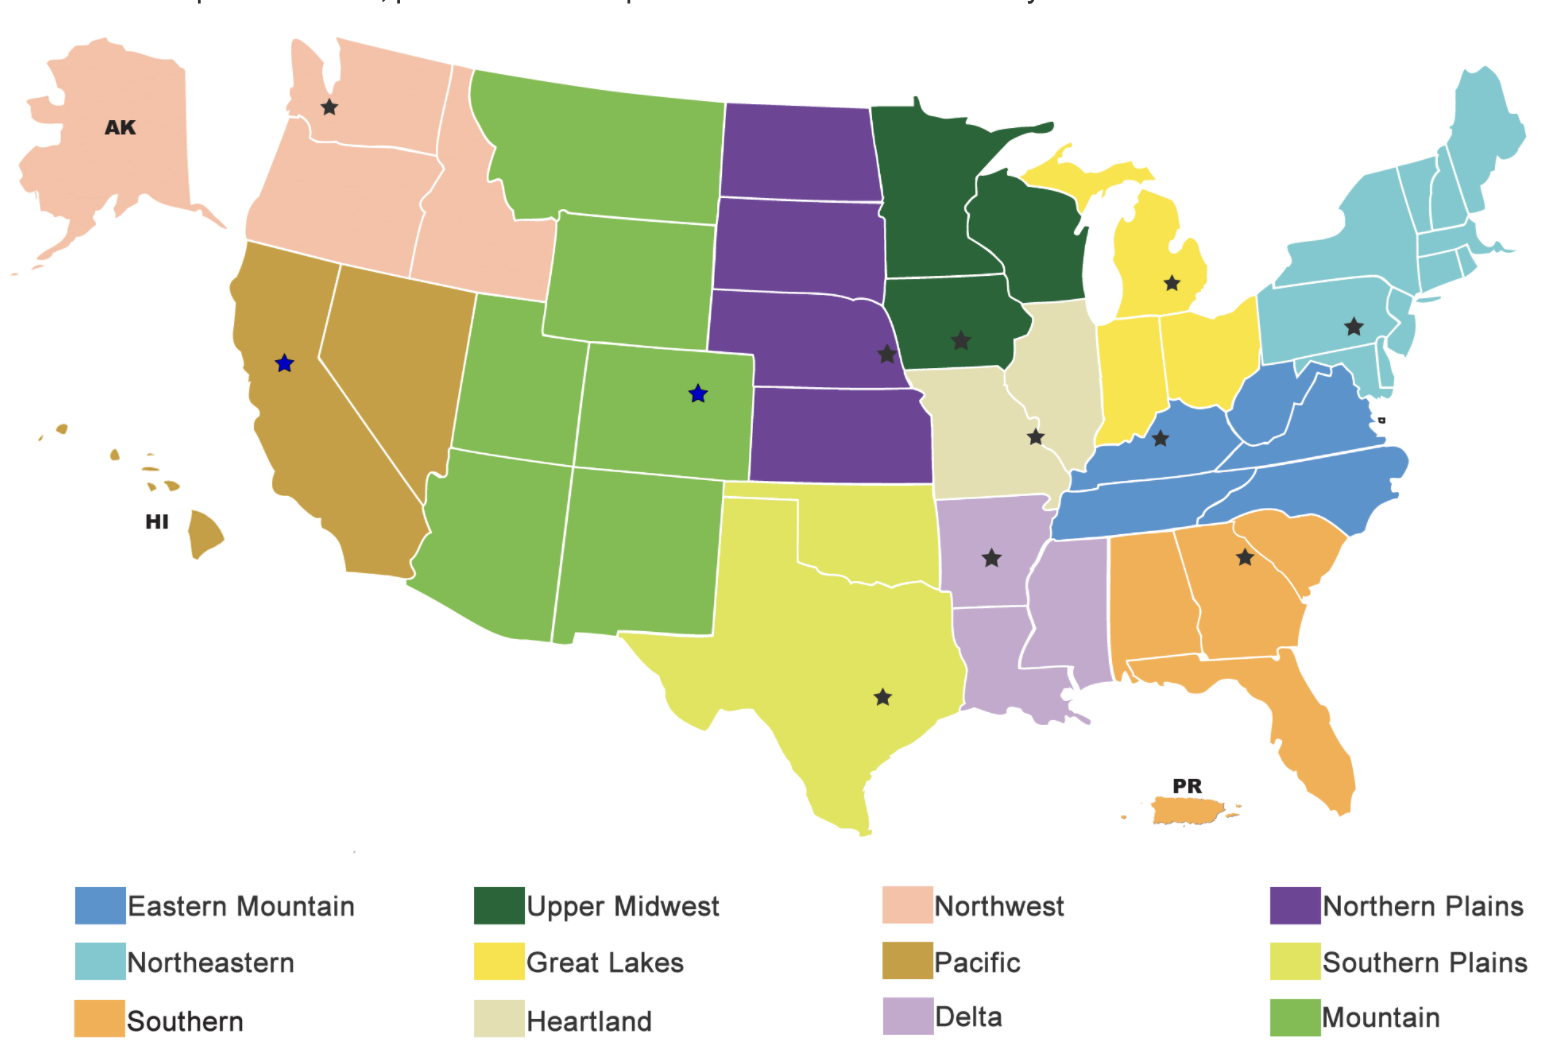 AK
HI
PR
Eastern Mountain
Upper Midwest
Northwest
Northern Plains
Northeastern
Great Lakes
Pacific
Southern Plains
Southern
Heartland
Delta
Mountain